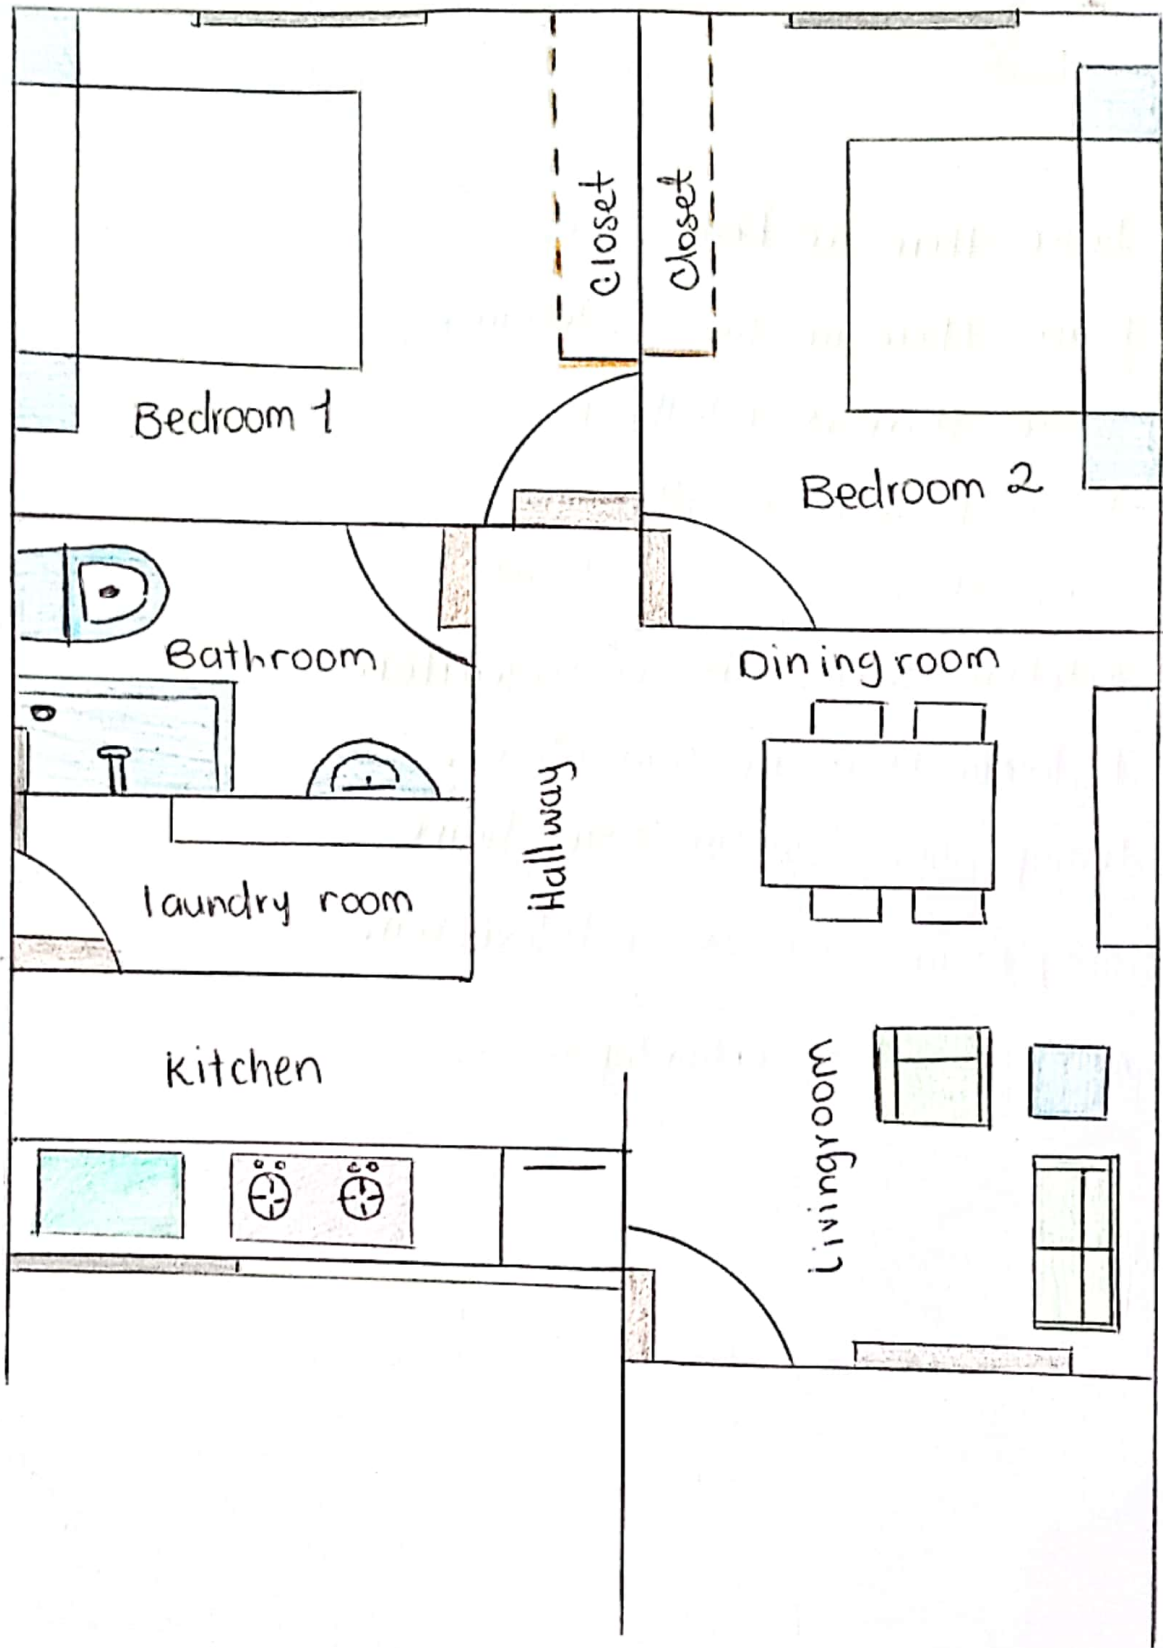 Closet
Closet
Bedroom 1
Bedroom 2
Bathroom
Dining room
Hallway
laundry room
Kitchen
Livingroom